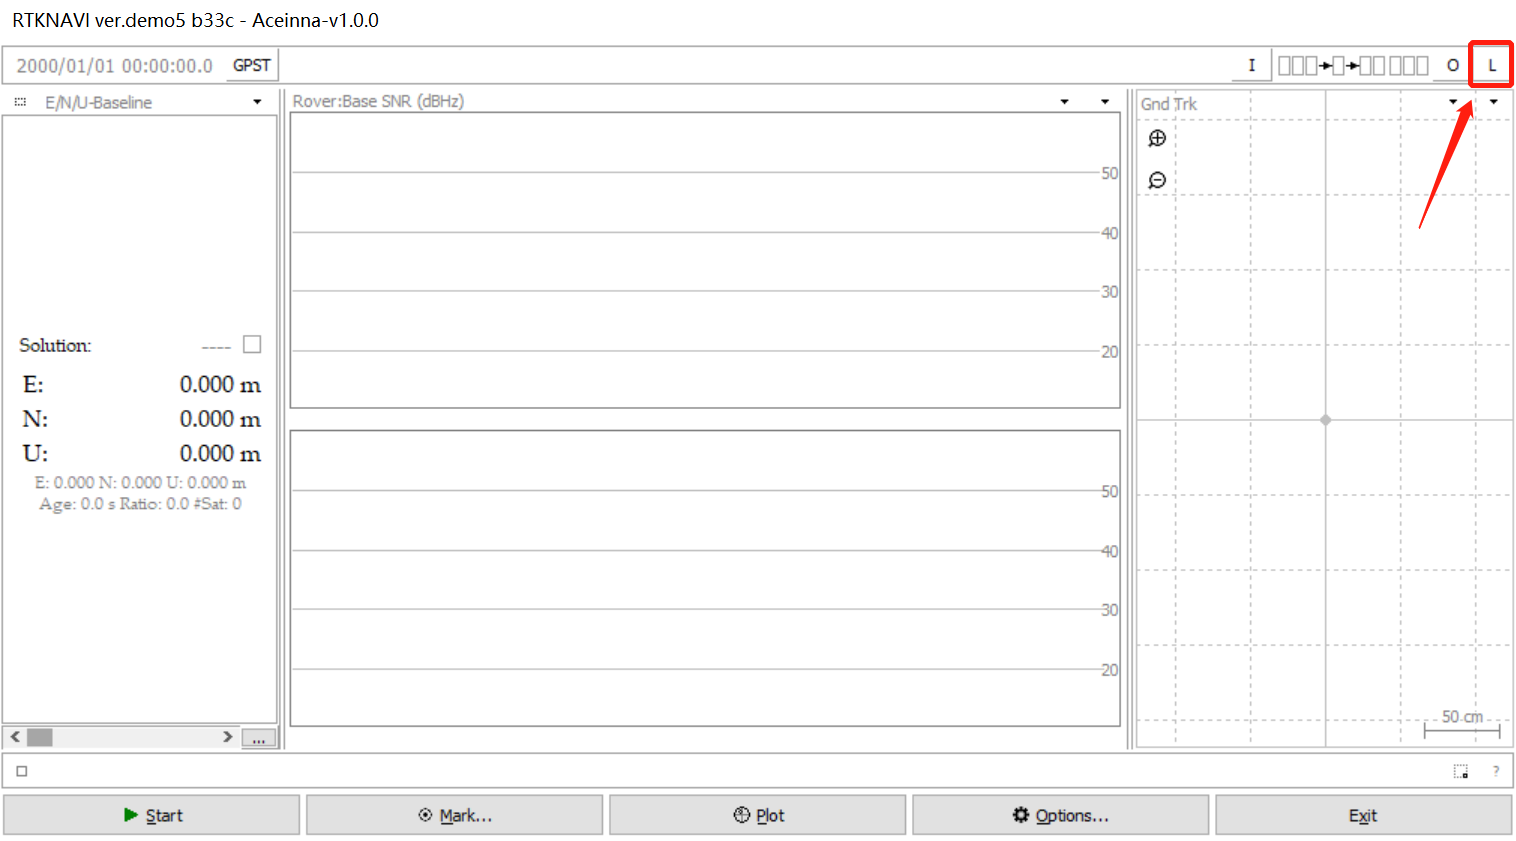 RTKNAVI ver.demo5 b33c - Aceinna-v1.0.0
2000/01/01 00:00:00.0 GPST I O L
E/N/U-Baseline
Rover:Base SNR (dBHz)
Gnd Trk
50
40
30
20
Solution: ----
E: 0.000 m
N: 0.000 m
U: 0.000 m
E: 0.000 N: 0.000 U: 0.000 m
Age: 0.0 s Ratio: 0.0 #Sat: 0
50
40
30
20
50 cm
...
?
Start Mark... Plot Options... Exit